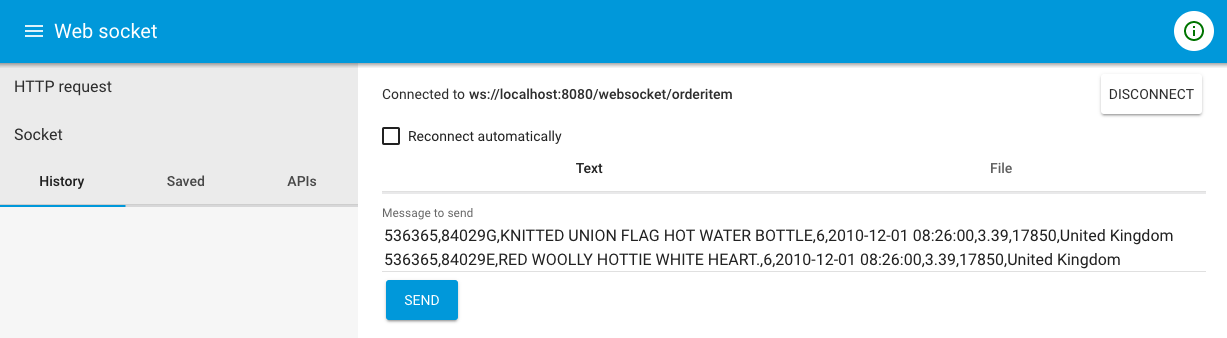 Web socket
HTTP request
Socket
History Saved APIs
Connected to ws://localhost:8080/websocket/orderitem
DISCONNECT
Reconnect automatically
Text File
Message to send
536365,84029G,KNITTED UNION FLAG HOT WATER BOTTLE,6,2010-12-01 08:26:00,3.39,17850,United Kingdom
536365,84029E,RED WOOLLY HOTTIE WHITE HEART.,6,2010-12-01 08:26:00,3.39,17850,United Kingdom
SEND